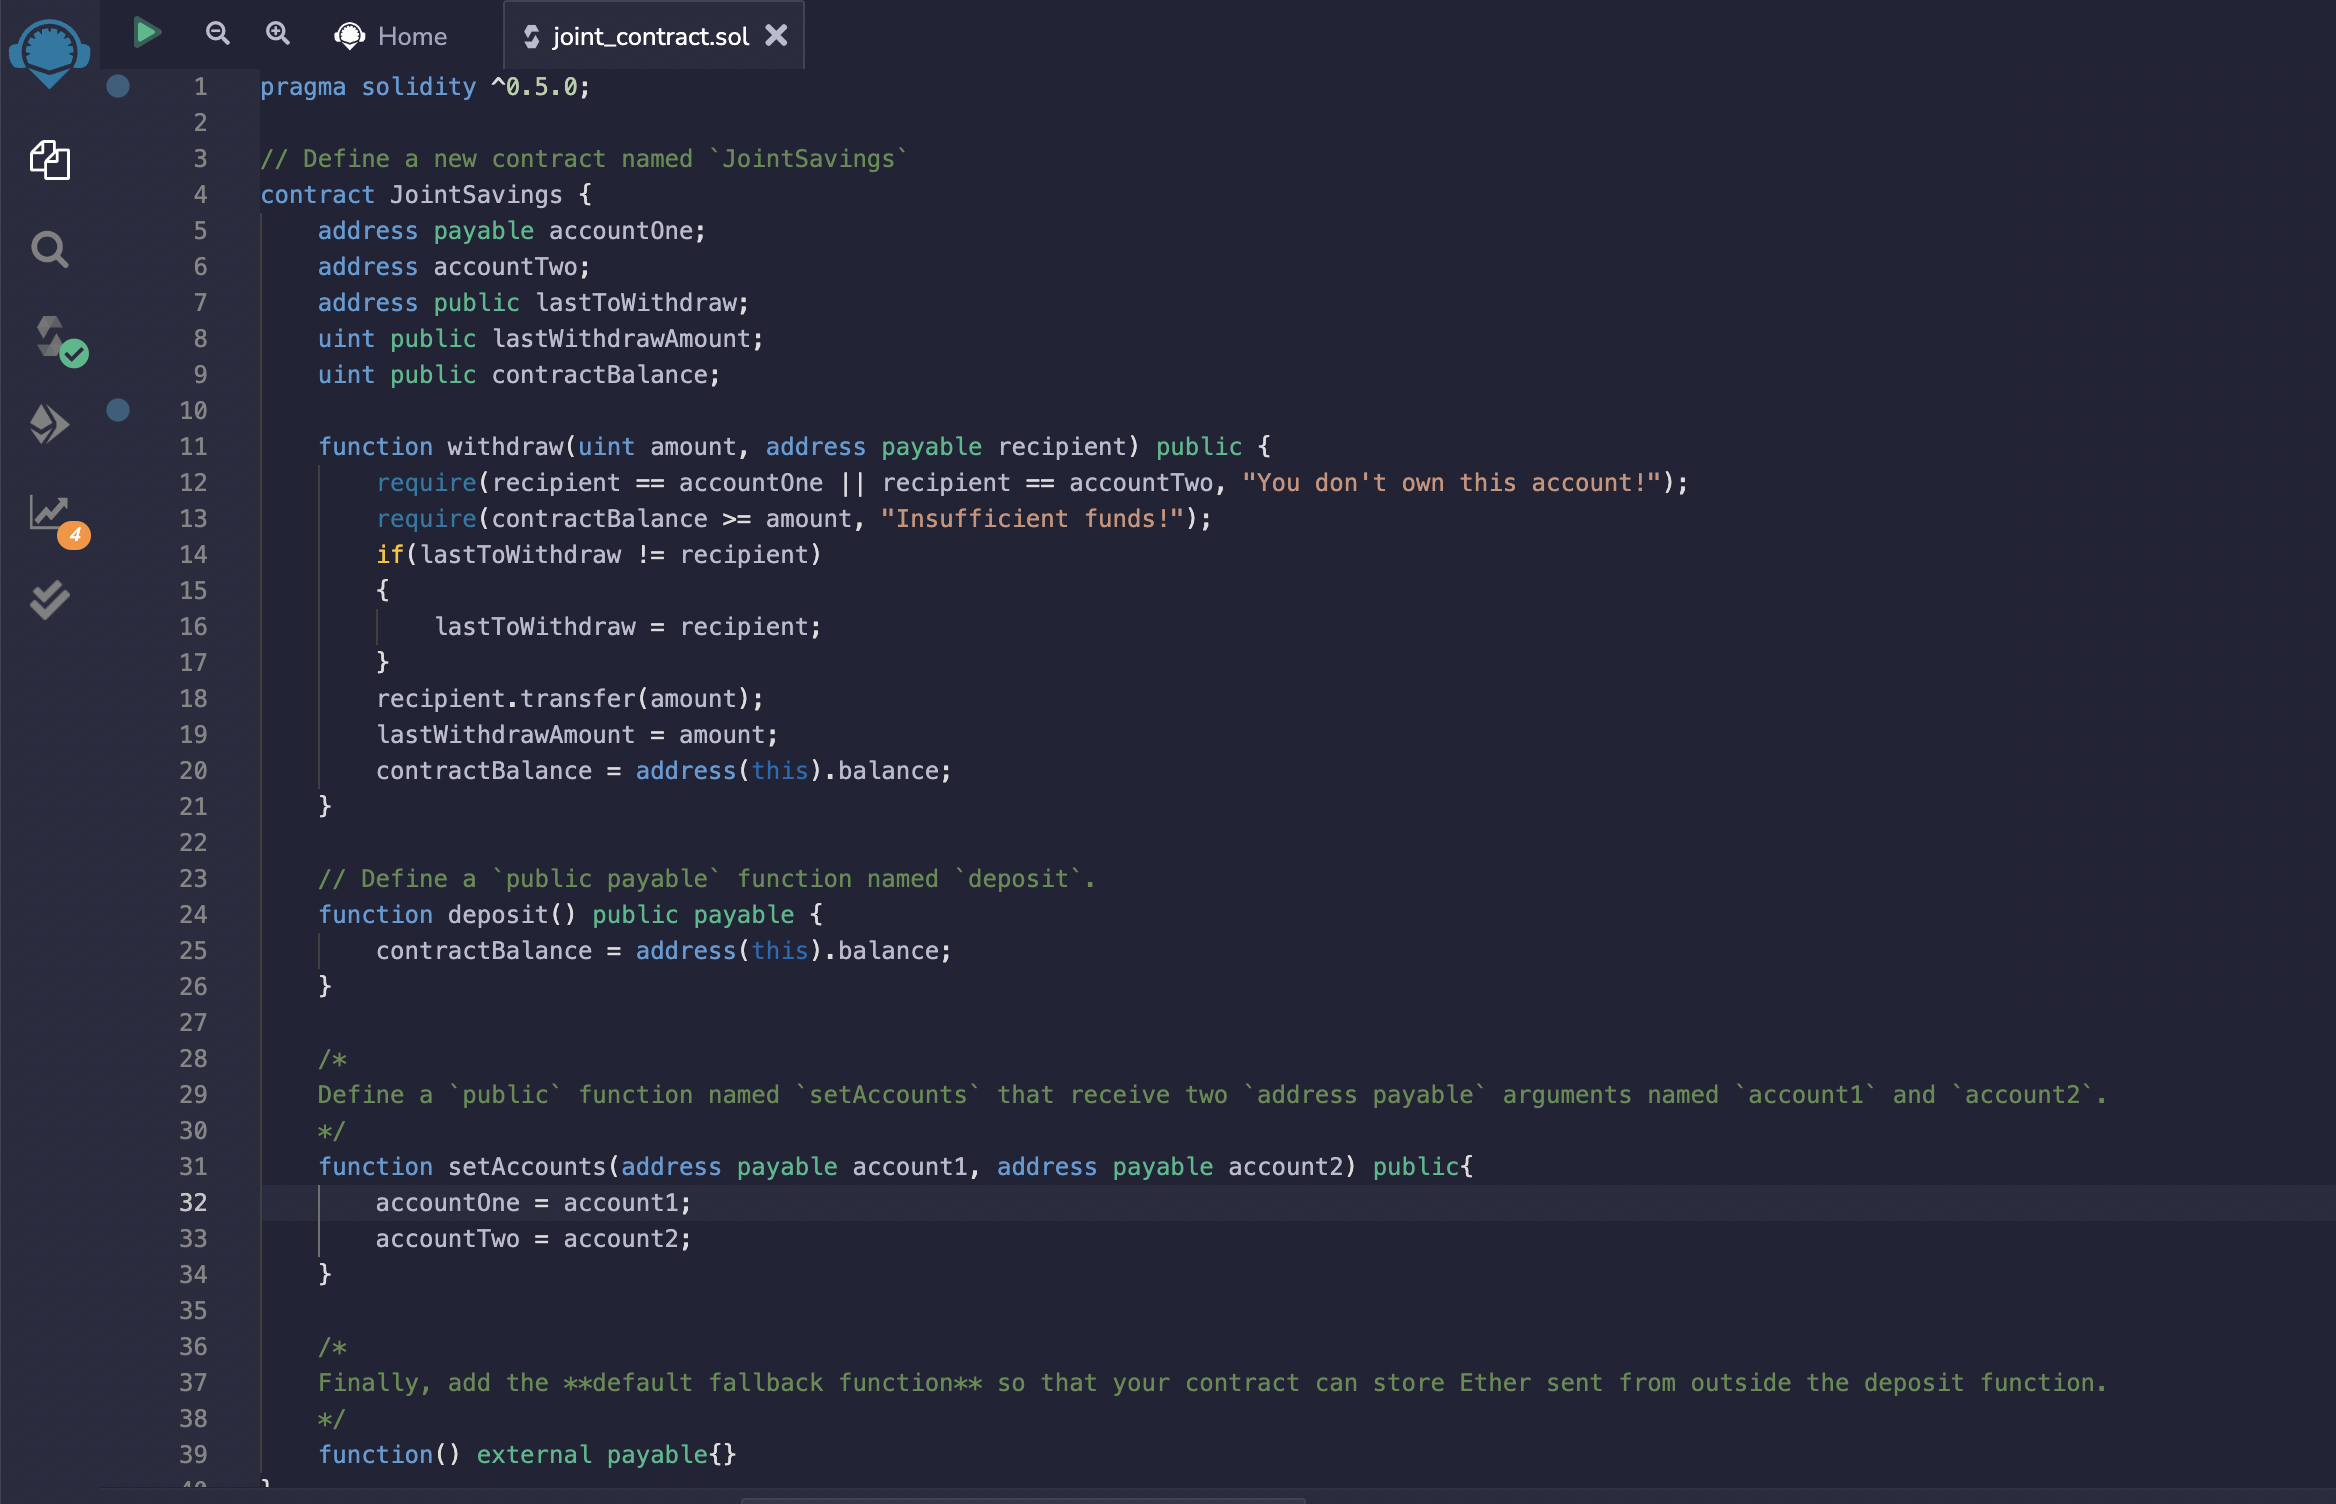 Home
joint_contract.sol
1 pragma solidity ^0.5.0;
2
3 // Define a new contract named `JointSavings`
4 contract JointSavings {
5 address payable accountOne;
6 address accountTwo;
7 address public lastToWithdraw;
8 uint public lastWithdrawAmount;
9 uint public contractBalance;
10
11 function withdraw(uint amount, address payable recipient) public {
12 require(recipient == accountOne || recipient == accountTwo, "You don't own this account!");
13 require(contractBalance >= amount, "Insufficient funds!");
14 if(lastToWithdraw != recipient)
15 {
16 lastToWithdraw = recipient;
17 }
18 recipient.transfer(amount);
19 lastWithdrawAmount = amount;
20 contractBalance = address(this).balance;
21 }
22
23 // Define a `public payable` function named `deposit`.
24 function deposit() public payable {
25 contractBalance = address(this).balance;
26 }
27
28 /*
29 Define a `public` function named `setAccounts` that receive two `address payable` arguments named `account1` and `account2`.
30 */
31 function setAccounts(address payable account1, address payable account2) public{
32 accountOne = account1;
33 accountTwo = account2;
34 }
35
36 /*
37 Finally, add the **default fallback function** so that your contract can store Ether sent from outside the deposit function.
38 */
39 function() external payable{}
40 }
4